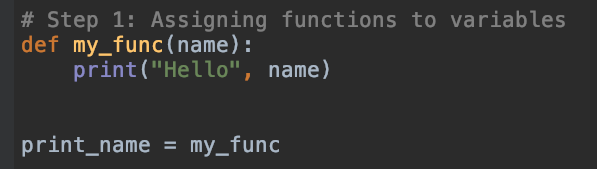 # Step 1: Assigning functions to variables
def my_func(name):
    print("Hello", name)
print_name = my_func